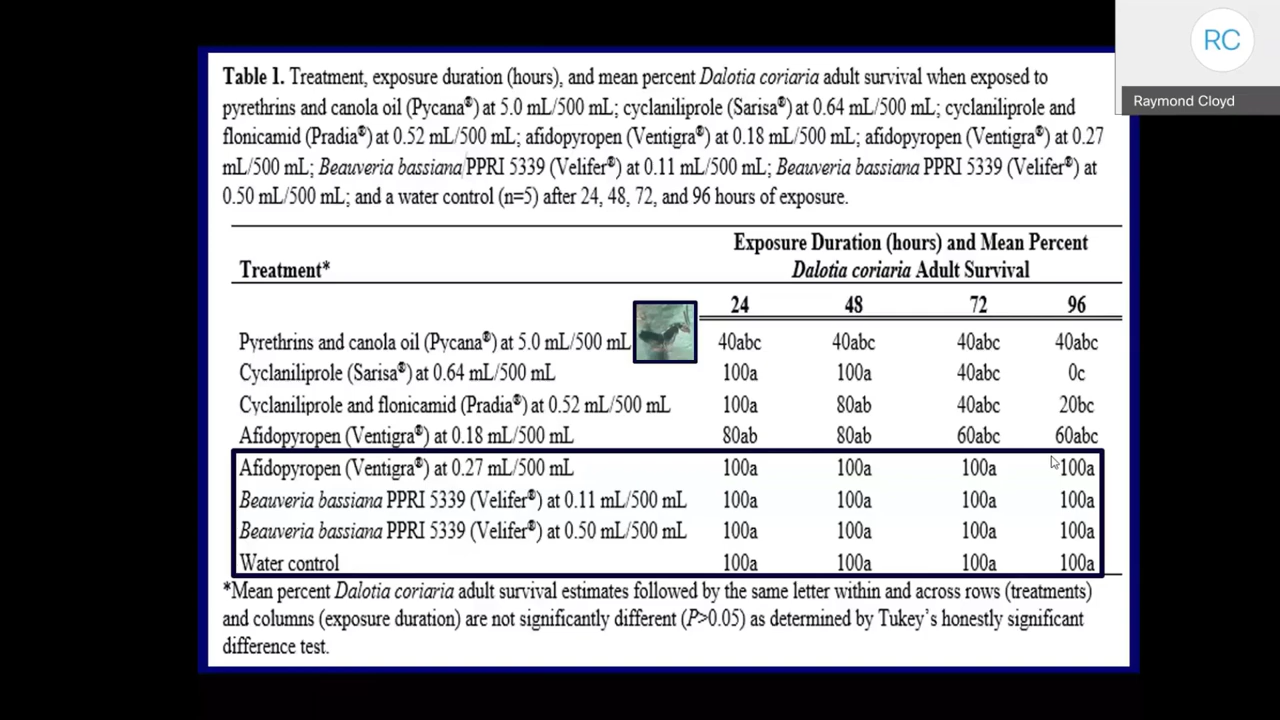 RC
Raymond Cloyd
Table 1. Treatment, exposure duration (hours), and mean percent Dalotia coriaria adult survival when exposed to
pyrethrins and canola oil (Pycana®) at 5.0 mL/500 mL; cyclaniliprole (Sarisa®) at 0.64 mL/500 mL; cyclaniliprole and
flonicamid (Pradia®) at 0.52 mL/500 mL; afidopyropen (Ventigra®) at 0.18 mL/500 mL; afidopyropen (Ventigra®) at 0.27
mL/500 mL; Beauveria bassiana PPRI 5339 (Velifer®) at 0.11 mL/500 mL; Beauveria bassiana PPRI 5339 (Velifer®) at
0.50 mL/500 mL; and a water control (n=5) after 24, 48, 72, and 96 hours of exposure.
Exposure Duration (hours) and Mean Percent
Treatment* Dalotia coriaria Adult Survival
24 48 72 96
Pyrethrins and canola oil (Pycana®) at 5.0 mL/500 mL 40abc 40abc 40abc 40abc
Cyclaniliprole (Sarisa®) at 0.64 mL/500 mL 100a 100a 40abc 0c
Cyclaniliprole and flonicamid (Pradia®) at 0.52 mL/500 mL 100a 80ab 40abc 20bc
Afidopyropen (Ventigra®) at 0.18 mL/500 mL 80ab 80ab 60abc 60abc
Afidopyropen (Ventigra®) at 0.27 mL/500 mL 100a 100a 100a 100a
Beauveria bassiana PPRI 5339 (Velifer®) at 0.11 mL/500 mL 100a 100a 100a 100a
Beauveria bassiana PPRI 5339 (Velifer®) at 0.50 mL/500 mL 100a 100a 100a 100a
Water control 100a 100a 100a 100a
*Mean percent Dalotia coriaria adult survival estimates followed by the same letter within and across rows (treatments)
and columns (exposure duration) are not significantly different (P>0.05) as determined by Tukey's honestly significant
difference test.